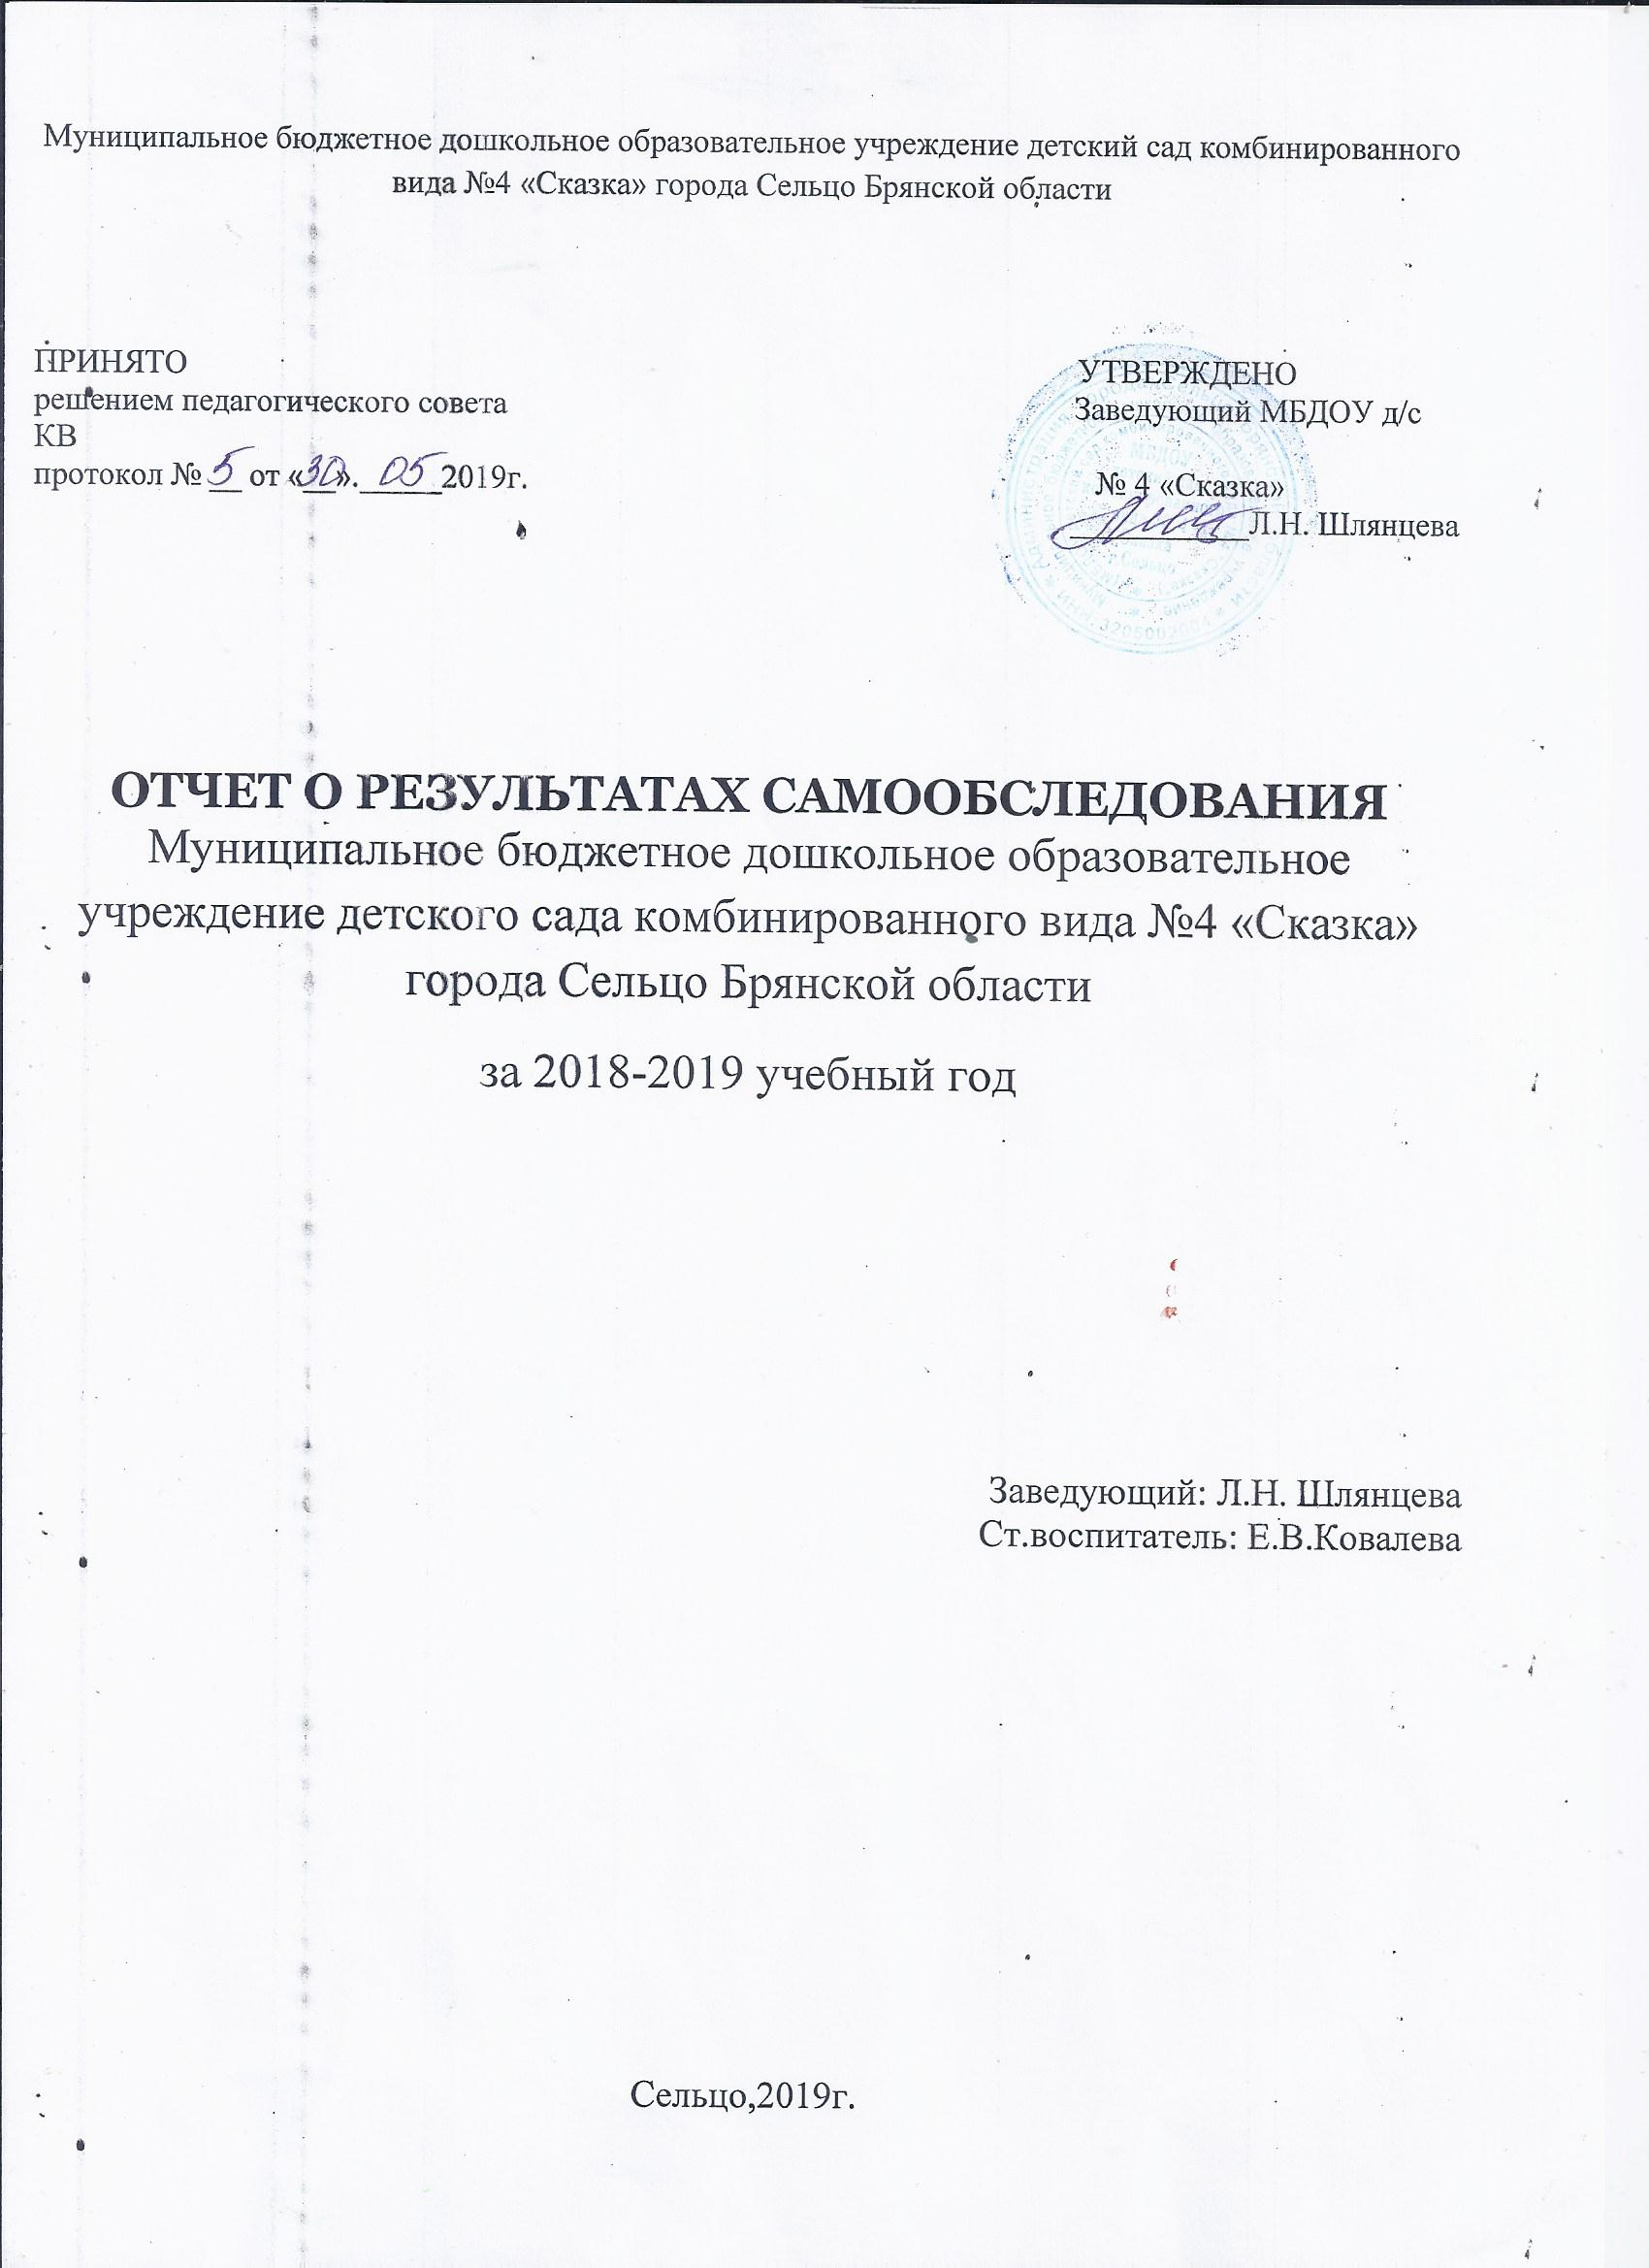 Муниципальное бюджетное дошкольное образовательное учреждение детский сад комбинированного
вида №4 «Сказка» города Сельцо Брянской области
ПРИНЯТО
решением педагогического совета
КВ
протокол № 5 от «30». 05 2019г.
УТВЕРЖДЕНО
Заведующий МБДОУ д/с
№ 4 «Сказка»
Л.Н. Шлянцева
ОТЧЕТ О РЕЗУЛЬТАТАХ САМООБСЛЕДОВАНИЯ
Муниципальное бюджетное дошкольное образовательное
учреждение детского сада комбинированного вида №4 «Сказка»
города Сельцо Брянской области
за 2018-2019 учебный год
Заведующий: Л.Н. Шлянцева
Ст.воспитатель: Е.В.Ковалева
Сельцо,2019г.